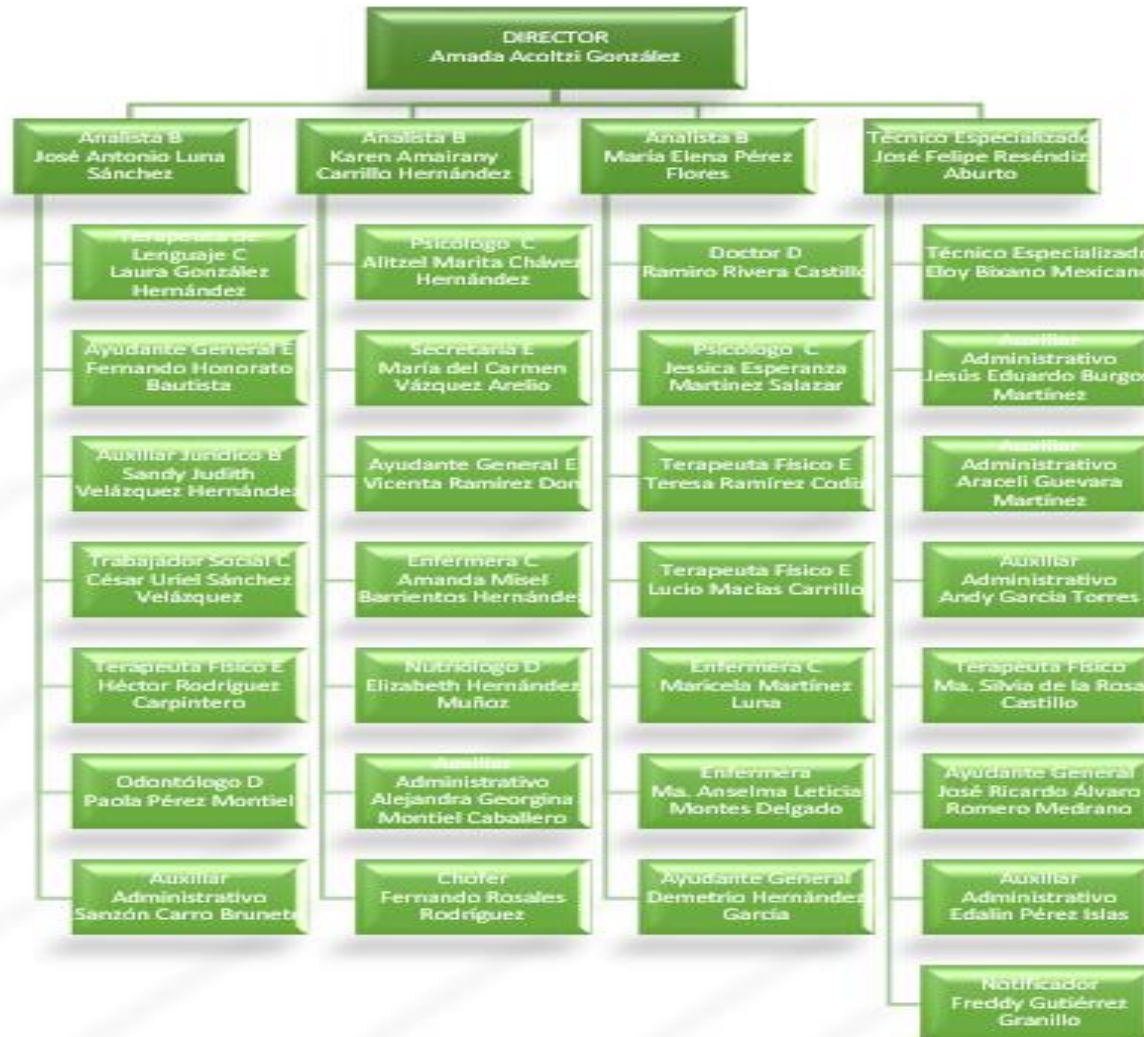 DIRECTOR
Amada Acoltzi González
Analista B
José Antonio Luna
Sánchez
Analista B
Karen Amairany
Carrillo Hernández
Analista B
María Elena Pérez
Flores
Técnico Especializado
José Felipe Reséndiz
Aburto
Terapeuta de
Lenguaje C
Laura González
Hernández
Ayudante General E
Fernando Honorato
Bautista
Auxiliar Jurídico B
Sandy Judith
Velázquez Hernández
Trabajador Social C
César Uriel Sánchez
Velázquez
Terapeuta Físico E
Héctor Rodríguez
Carpintero
Odontólogo D
Paola Pérez Montiel
Auxiliar
Administrativo
Sanzón Carro Brunete
Psicólogo C
Alitzel Marita Chávez
Hernández
Secretaria E
María del Carmen
Vázquez Arelio
Ayudante General E
Vicenta Ramírez Don
Enfermera C
Amanda Misel
Barrientos Hernández
Nutriólogo D
Elizabeth Hernández
Muñoz
Auxiliar
Administrativo
Alejandra Georgina
Montiel Caballero
Chofer
Fernando Rosales
Rodríguez
Doctor D
Ramiro Rivera Castillo
Psicólogo C
Jessica Esperanza
Martínez Salazar
Terapeuta Físico E
Teresa Ramírez
Terapeuta Físico E
Lucio Macias Carrillo
Enfermera C
Maricela Martínez
Luna
Enfermera
Ma. Anselma Leticia
Montes Delgado
Ayudante General
Demetrio Hernández
García
Técnico Especializado
Eloy Bixano Mexicano
Auxiliar
Administrativo
Jesús Eduardo Burgos
Martínez
Auxiliar
Administrativo
Araceli Guevara
Martínez
Auxiliar
Administrativo
Andy Garcia Torres
Terapeuta Físico
Ma. Silvia de la Rosa
Castillo
Ayudante General
José Ricardo Álvaro
Romero Medrano
Auxiliar
Administrativo
Edalin Pérez Islas
Notificador
Freddy Gutiérrez
Granillo